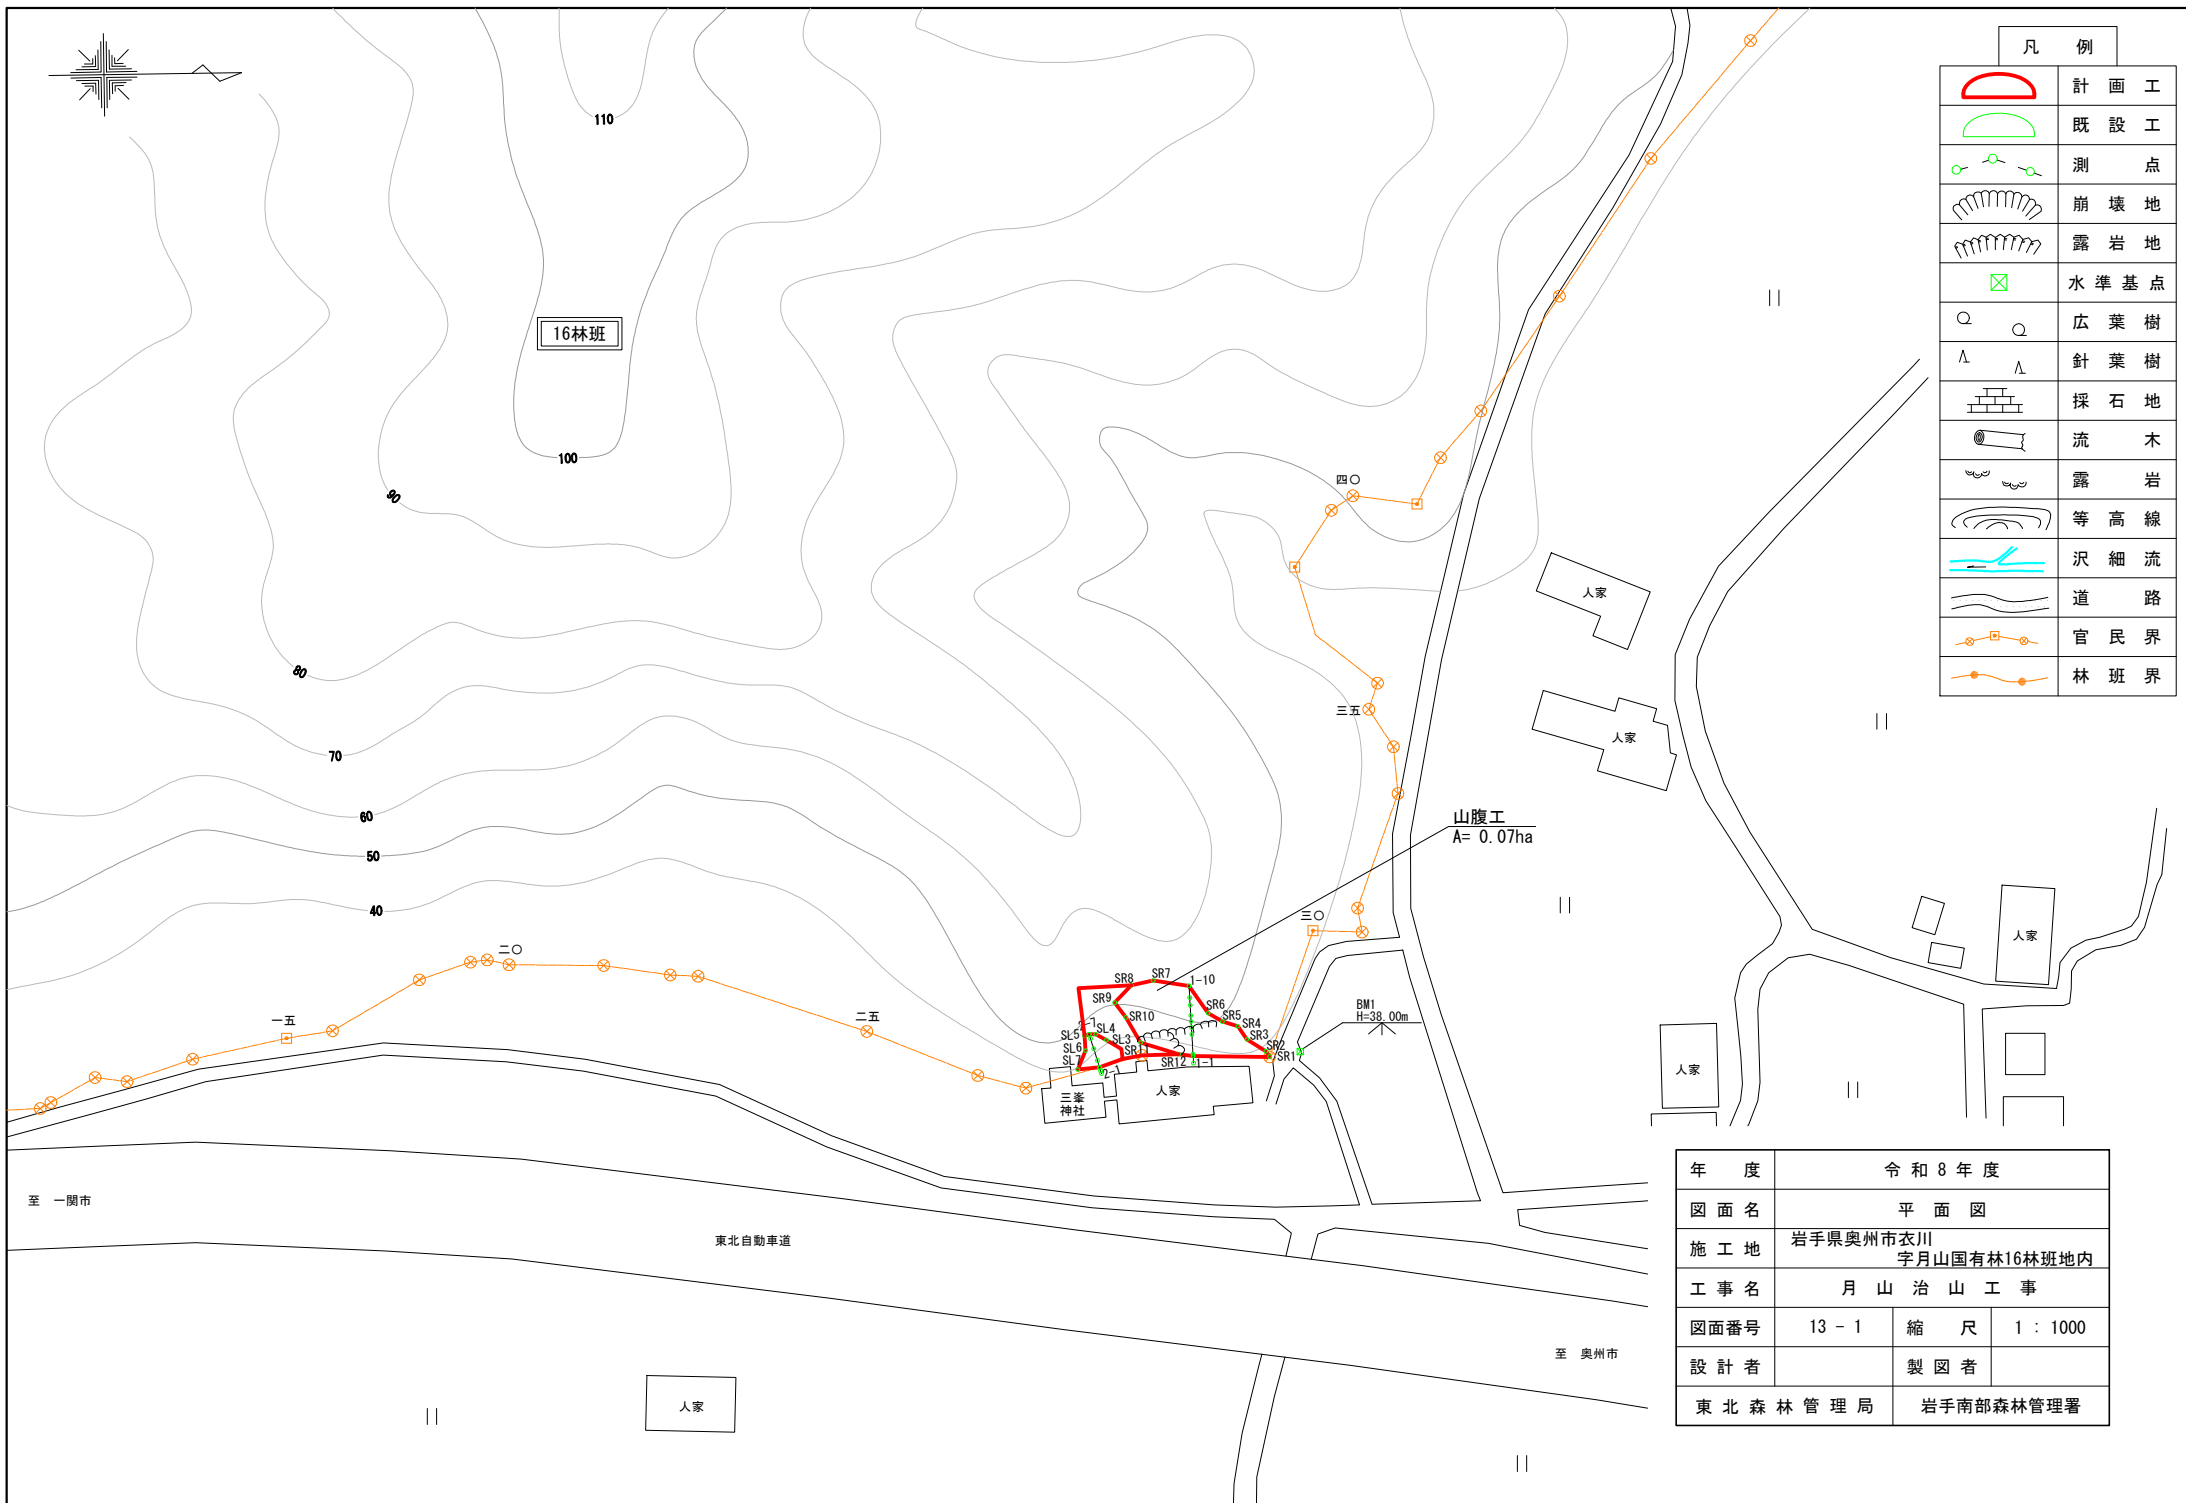 凡 例
計 画 工
既 設 工
測 点
崩 壊 地
露 岩 地
水 準 基 点
広 葉 樹
針 葉 樹
採 石 地
流 木
露 岩
等 高 線
沢 細 流
道 路
官 民 界
林 班 界
110
16林班
100
90
80
70
60
50
40
四〇
三五
三〇
二五
二〇
一五
人家
人家
人家
人家
人家
人家
山腹工
A= 0.07ha
BM1
H=38.00m
SR8
SR7
1-10
SR9
SR10
SR6
SR5
SR4
SR3
SR2
SR1
2-7
SL5
SL4
SL6
SL3
SL7
SR11
SR12
1-1
2-1
三峯
神社
至 一関市
東北自動車道
至 奥州市
年 度 令 和 8 年 度
図 面 名 平 面 図
施 工 地 岩手県奥州市衣川
字月山国有林16林班地内
工 事 名 月 山 治 山 工 事
図面番号 13 - 1 縮 尺 1 : 1000
設 計 者 製 図 者
東 北 森 林 管 理 局 岩手南部森林管理署